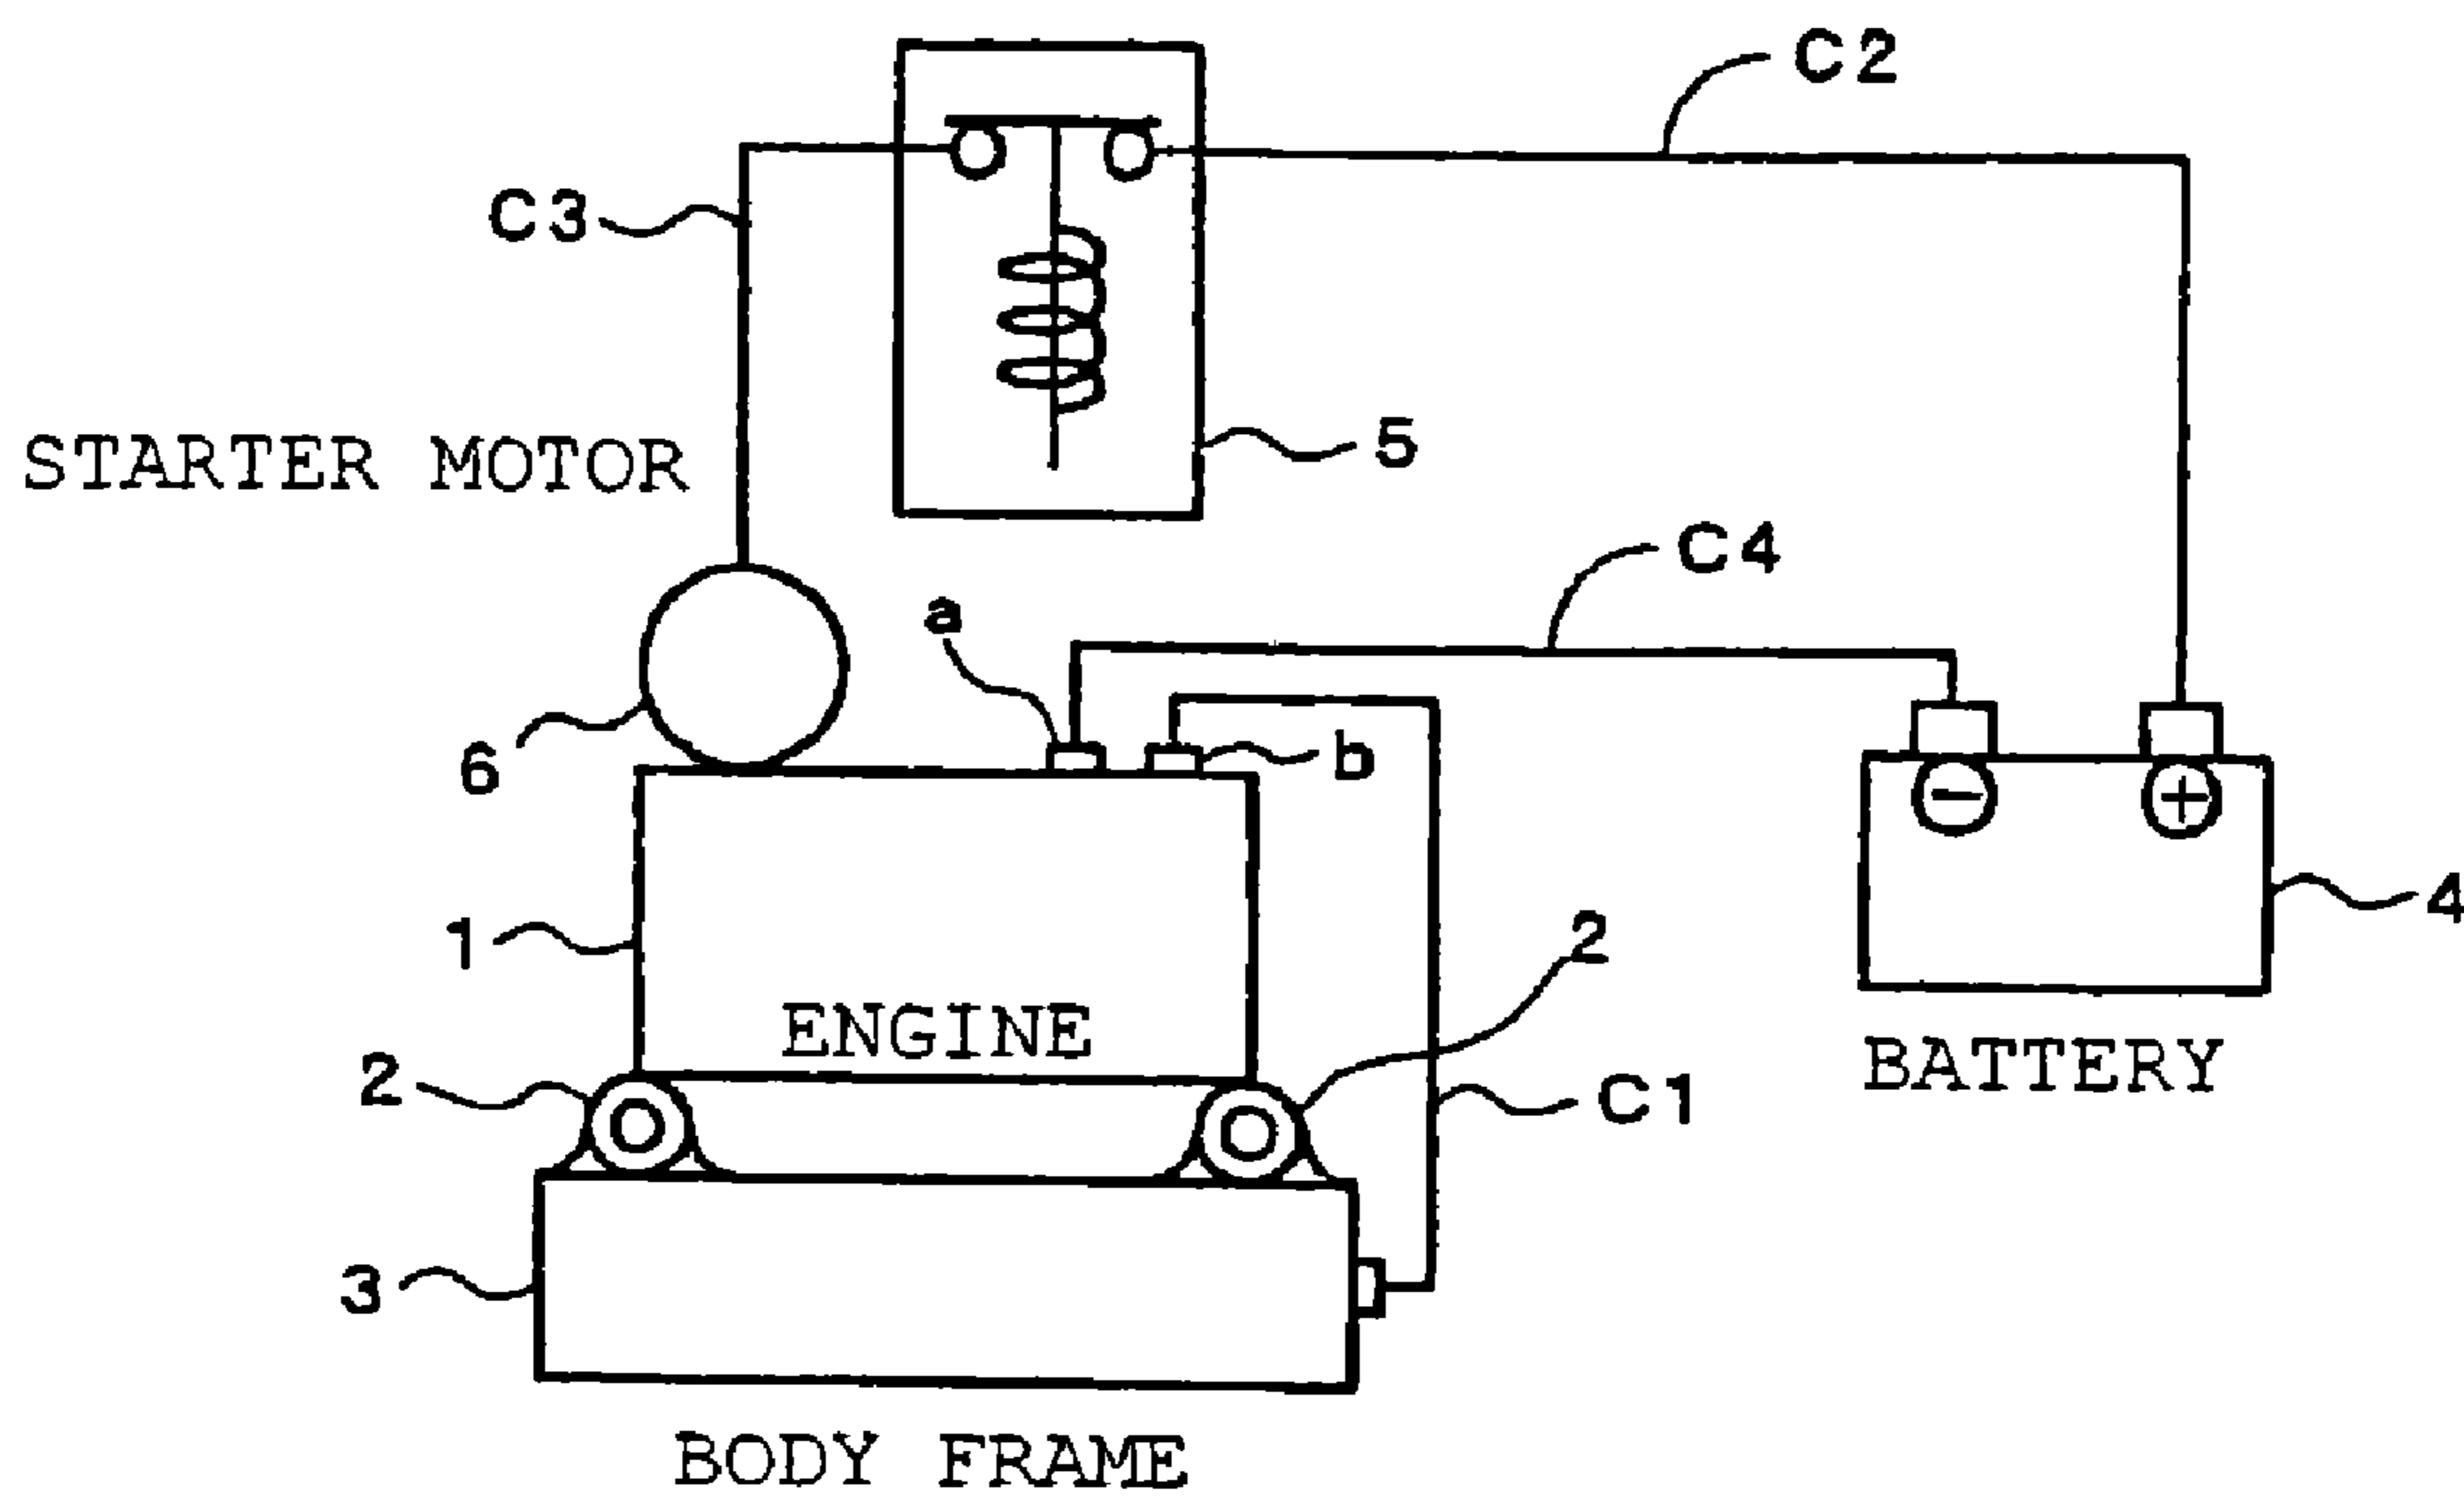 C2
C3
5
STARTER MOTOR
C4
a
b
6
4
1
2
ENGINE
BATTERY
2
C1
3
BODY FRAME